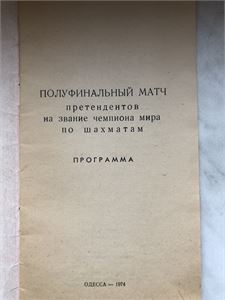 ПОЛУФИНАЛЬНЫЙ МАТЧ
претендентов
на звание чемпиона мира
по шахматам
ПРОГРАММА
ОДЕССА — 1974